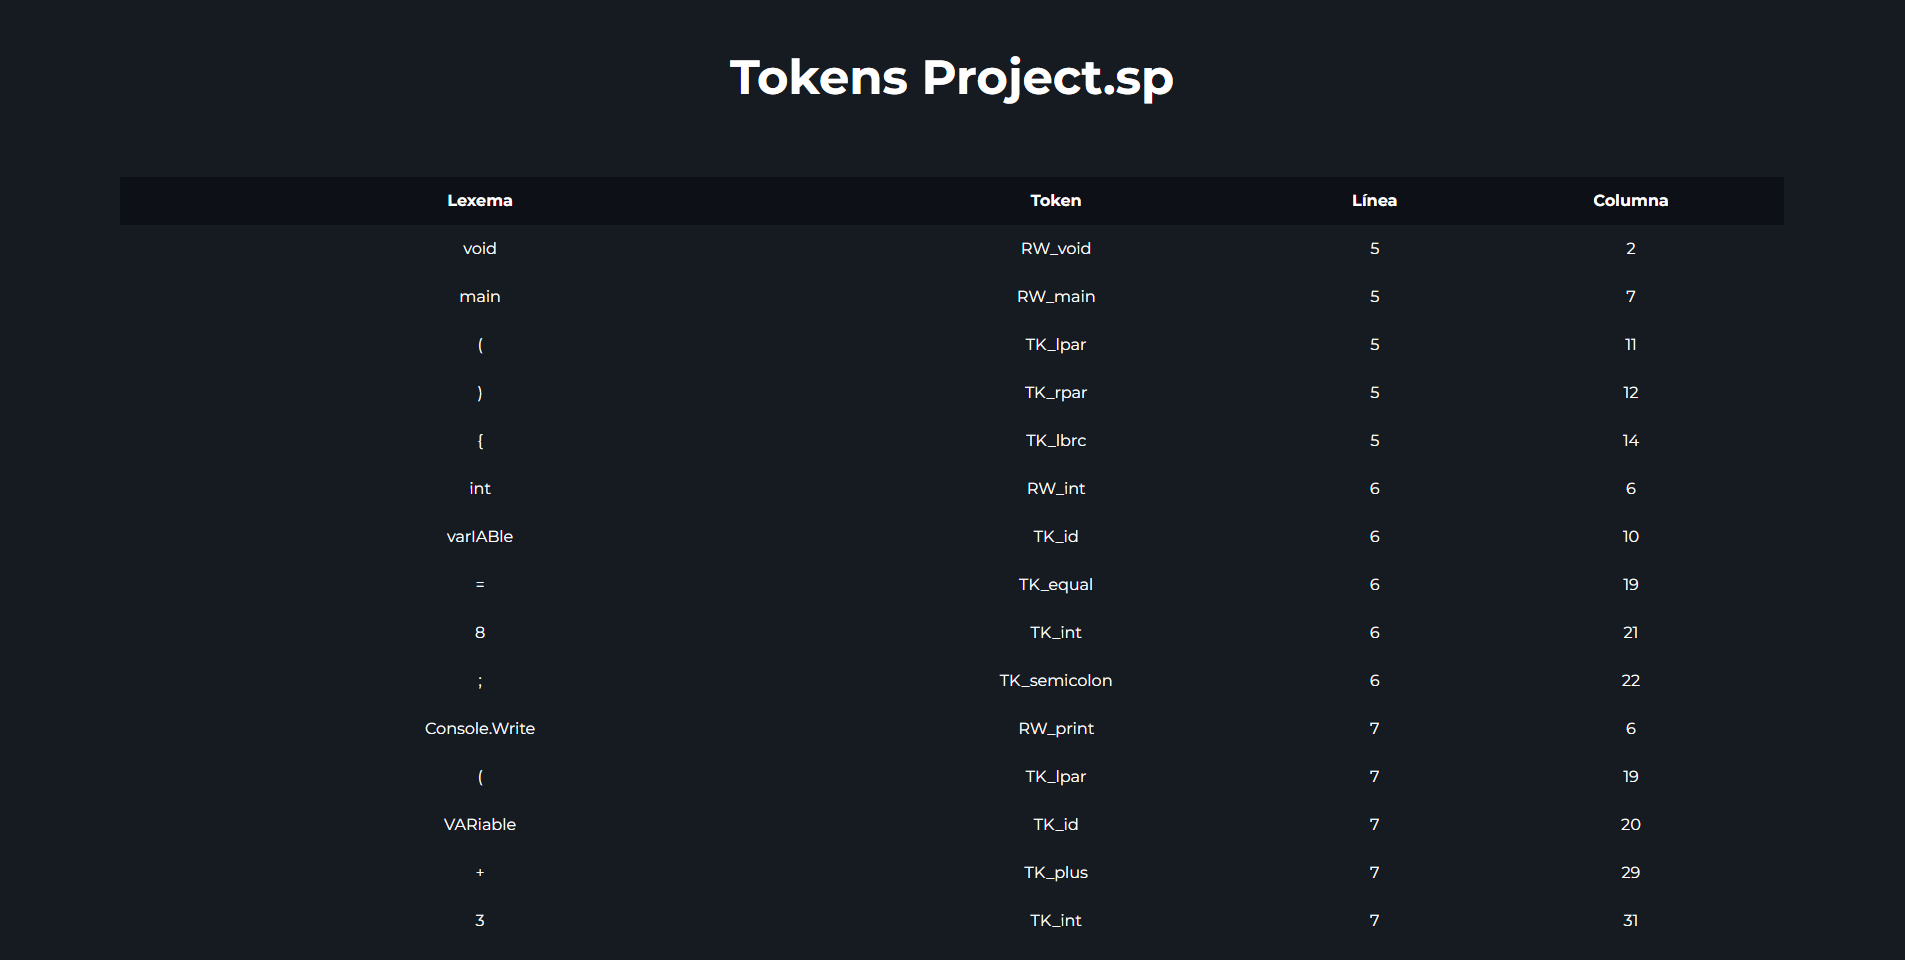 Tokens Project.sp
Lexema Token Línea Columna
void RW_void 5 2
main RW_main 5 7
( TK_lpar 5 11
) TK_rpar 5 12
{ TK_lbrc 5 14
int RW_int 6 6
varIABle TK_id 6 10
= TK_equal 6 19
8 TK_int 6 21
; TK_semicolon 6 22
Console.Write RW_print 7 6
( TK_lpar 7 19
VARiable TK_id 7 20
+ TK_plus 7 29
3 TK_int 7 31